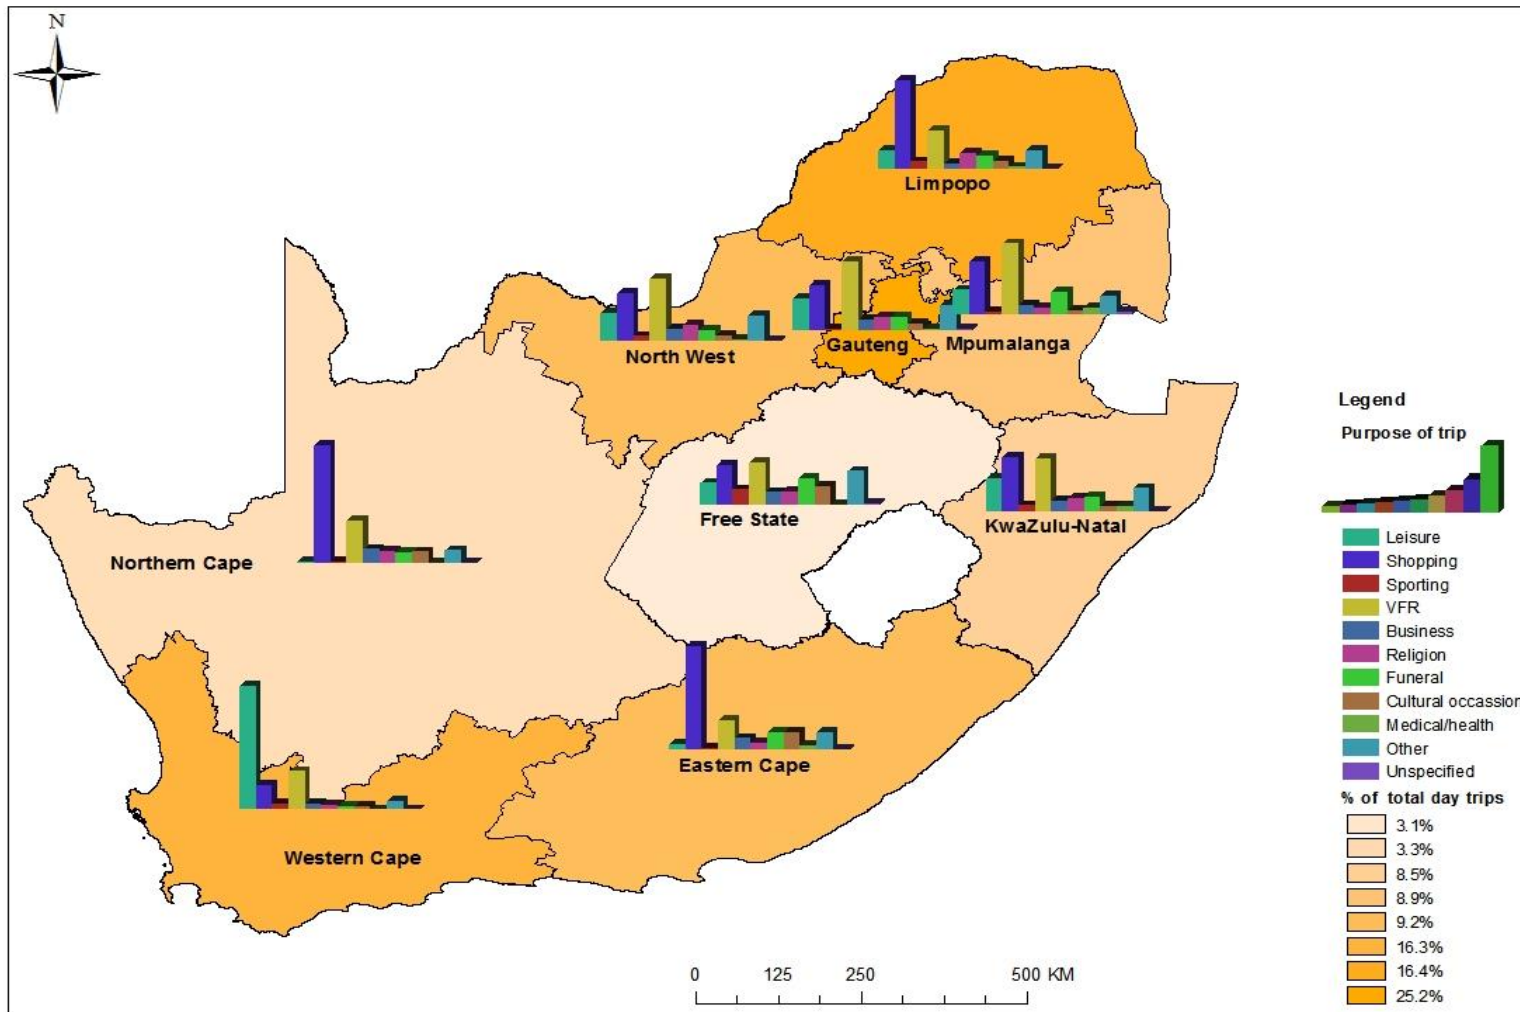 N
Limpopo
North West
Gauteng
Mpumalanga
Free State
KwaZulu-Natal
Northern Cape
Eastern Cape
Western Cape
0 125 250 500 KM
Legend
Purpose of trip
Leisure
Shopping
Sporting
VFR
Business
Religion
Funeral
Cultural occassion
Medical/health
Other
Unspecified
% of total day trips
3.1%
3.3%
8.5%
8.9%
9.2%
16.3%
16.4%
25.2%